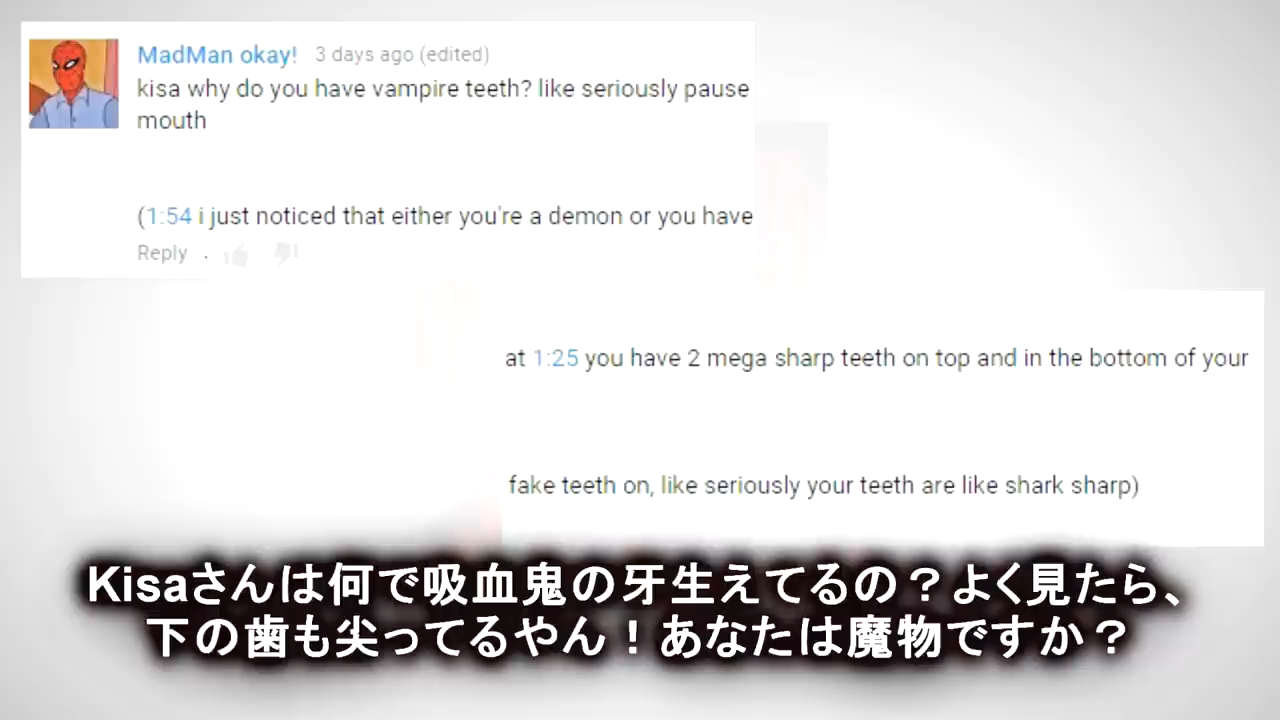 MadMan okay! 3 days ago (edited)
kisa why do you have vampire teeth? like seriously pause
mouth
(1:54 i just noticed that either you're a demon or you have
Reply .
at 1:25 you have 2 mega sharp teeth on top and in the bottom of your
fake teeth on, like seriously your teeth are like shark sharp)
Kisaさんは何で吸血鬼の牙生えてるの？よく見たら、
下の歯も尖ってるやん！あなたは魔物ですか？